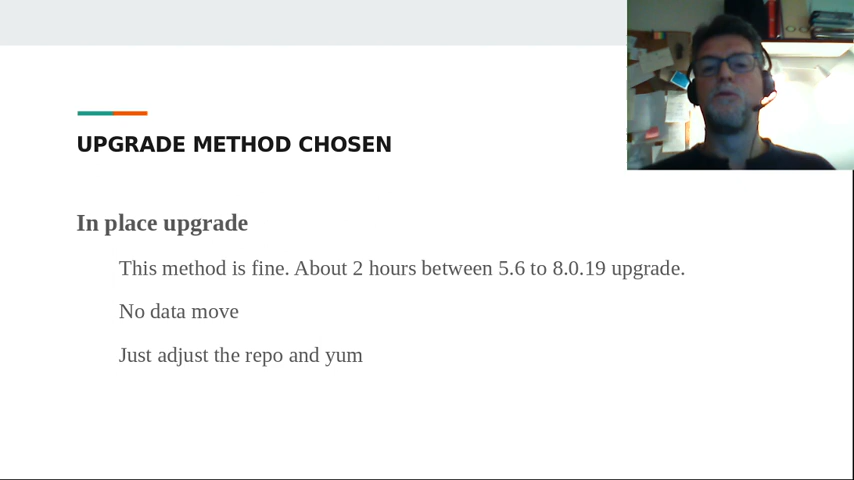 UPGRADE METHOD CHOSEN
In place upgrade
This method is fine. About 2 hours between 5.6 to 8.0.19 upgrade.
No data move
Just adjust the repo and yum